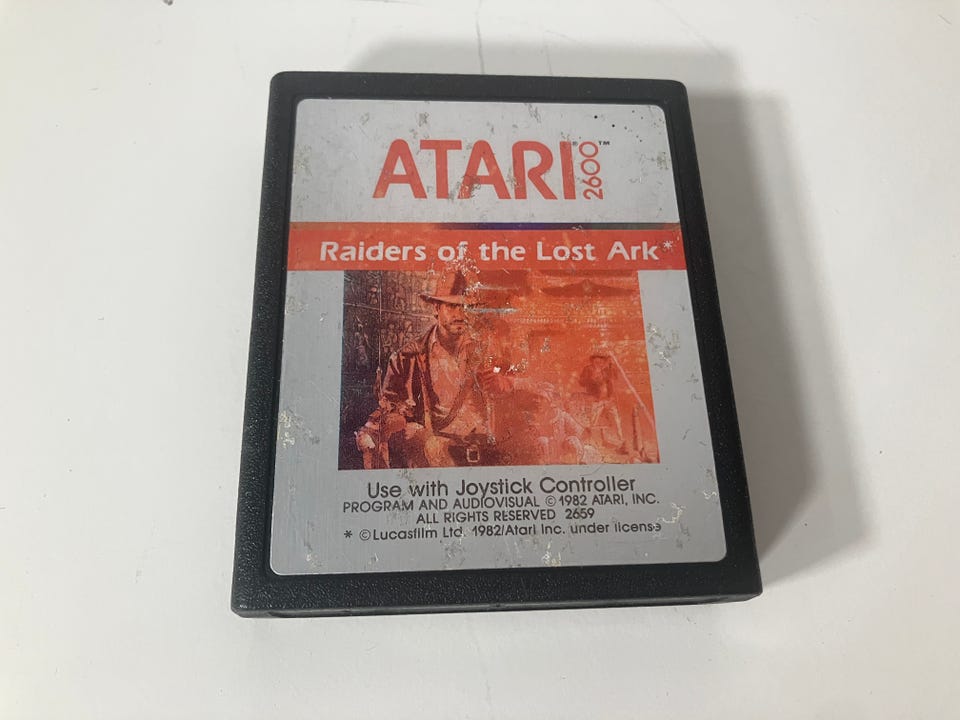 ATARI® 2600™
Raiders of the Lost Ark*
Use with Joystick Controller
PROGRAM AND AUDIOVISUAL © 1982 ATARI, INC.
ALL RIGHTS RESERVED 2659
* ©Lucasfilm Ltd. 1982/Atari Inc. under license